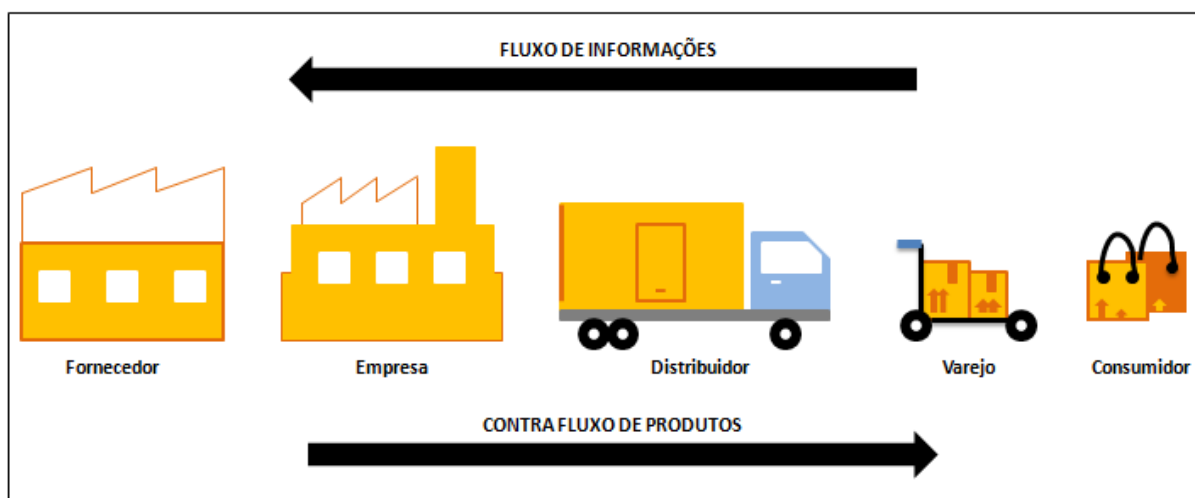 FLUXO DE INFORMAÇÕES
Fornecedor
Empresa
Distribuidor
Varejo
Consumidor
CONTRA FLUXO DE PRODUTOS